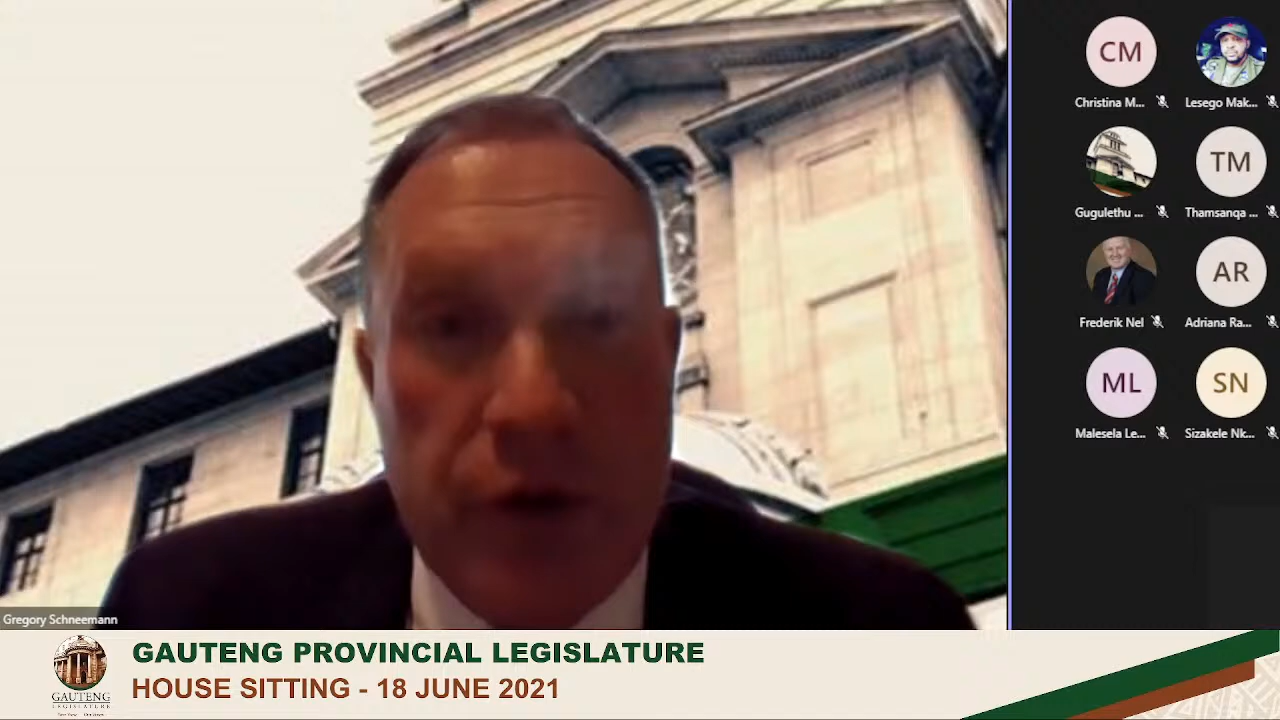 CM
Christina M...
Lesego Mak...
Gugulethu ...
TM
Thamsanqa ...
Frederik Nel
AR
Adriana Ra...
ML
Malesela Le...
SN
Sizakele Nk...
Gregory Schneemann
GAUTENG PROVINCIAL LEGISLATURE
HOUSE SITTING - 18 JUNE 2021
GAUTENG
LEGISLATURE